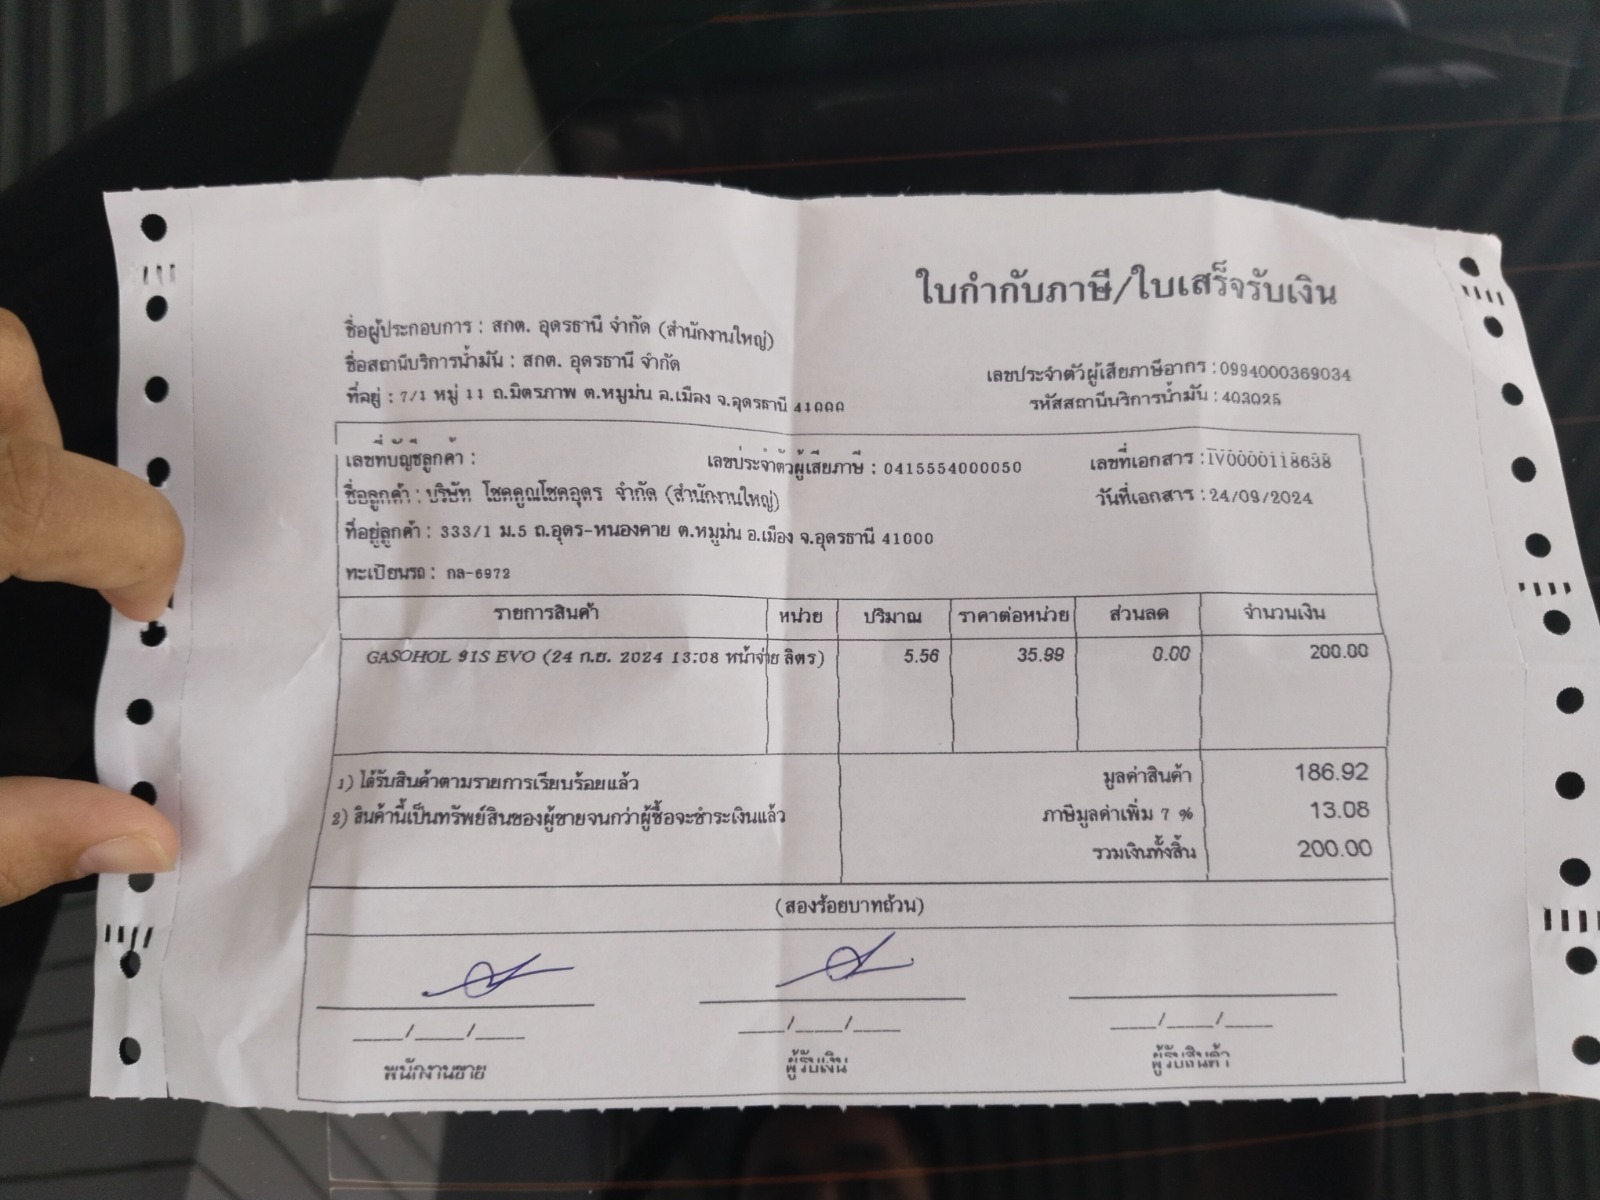 ใบกำกับภาษี/ใบเสร็จรับเงิน
ชื่อผู้ประกอบการ : สกต. อุดรธานี จำกัด (สำนักงานใหญ่)
ชื่อสถานีบริการน้ำมัน : สกต. อุดรธานี จำกัด
เลขประจำตัวผู้เสียภาษีอากร : 0994000369034
ที่อยู่ : 7/1 หมู่ 11 ถ.มิตรภาพ ต.หมูม่น อ.เมือง จ.อุดรธานี 41000
รหัสสถานีบริการน้ำมัน : 403025
เลขที่บัญชีลูกค้า : เลขประจำตัวผู้เสียภาษี : 0415554000050 เลขที่เอกสาร : IV0000118638
ชื่อลูกค้า : บริษัท โชคคูณโชคอุดร จำกัด (สำนักงานใหญ่) วันที่เอกสาร : 24/09/2024
ที่อยู่ลูกค้า : 333/1 ม.5 ถ.อุดร-หนองคาย ต.หมูม่น อ.เมือง จ.อุดรธานี 41000
ทะเบียนรถ : กล-6972
รายการสินค้า หน่วย ปริมาณ ราคาต่อหน่วย ส่วนลด จำนวนเงิน
GASOHOL 91S EVO (24 ก.ย. 2024 13:08 หน้าจ่าย ลิตร) 5.56 35.99 0.00 200.00
1) ได้รับสินค้าตามรายการเรียบร้อยแล้ว มูลค่าสินค้า 186.92
2) สินค้านี้เป็นทรัพย์สินของผู้ขายจนกว่าผู้ซื้อจะชำระเงินแล้ว ภาษีมูลค่าเพิ่ม 7 % 13.08
รวมเงินทั้งสิ้น 200.00
(สองร้อยบาทถ้วน)
____/____/____ ____/____/____ ____/____/____
พนักงานขาย ผู้รับเงิน ผู้รับสินค้า